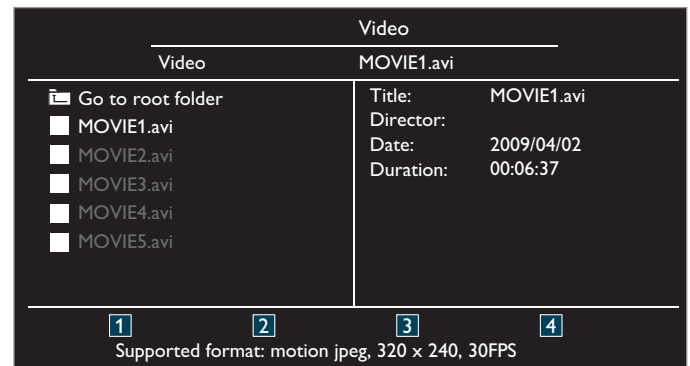 Video
Video MOVIE1.avi
Go to root folder
MOVIE1.avi
MOVIE2.avi
MOVIE3.avi
MOVIE4.avi
MOVIE5.avi
Title: MOVIE1.avi
Director:
Date: 2009/04/02
Duration: 00:06:37
1 2 3 4
Supported format: motion jpeg, 320 x 240, 30FPS